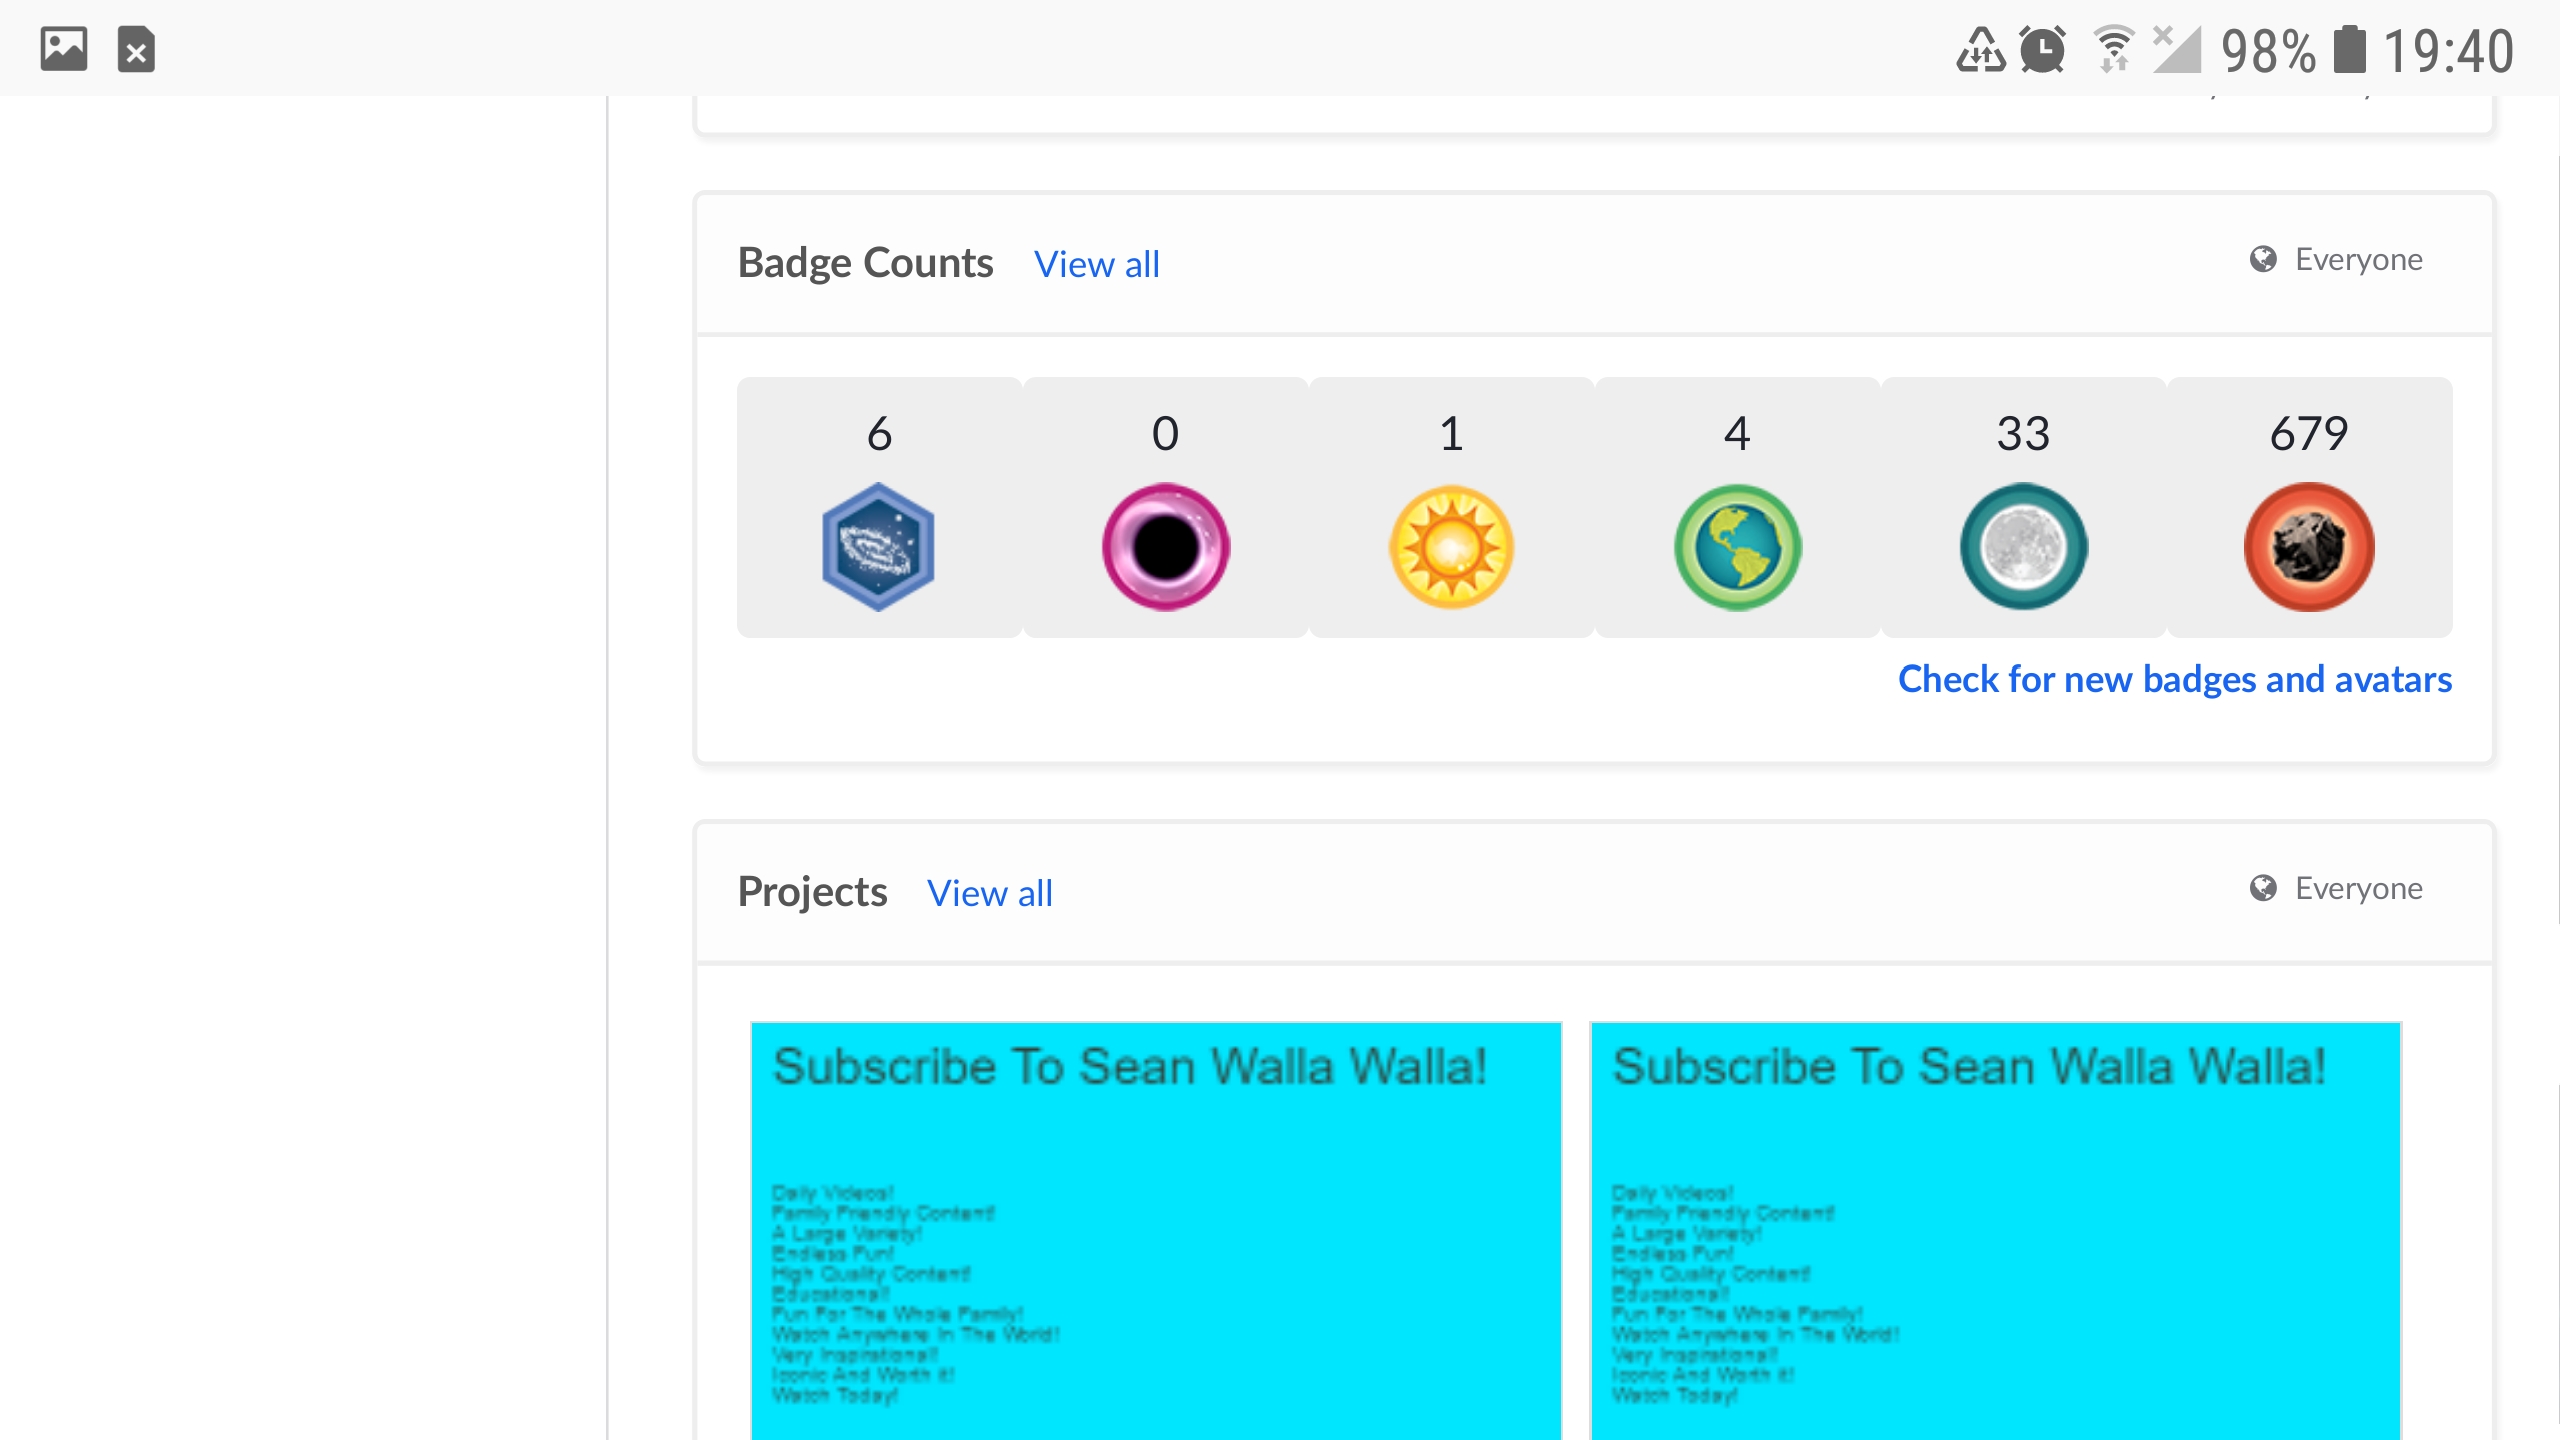 98% 19:40
Badge Counts View all Everyone
6 0 1 4 33 679
Check for new badges and avatars
Projects View all Everyone
Subscribe To Sean Walla Walla! Subscribe To Sean Walla Walla!
Daily Videos! Daily Videos!
Family Friendly Content! Family Friendly Content!
A Large Variety! A Large Variety!
Endless Fun! Endless Fun!
High Quality Content! High Quality Content!
Educational! Educational!
Fun For The Whole Family! Fun For The Whole Family!
Watch Anywhere In The World! Watch Anywhere In The World!
Very Inspirational! Very Inspirational!
Iconic And Worth It! Iconic And Worth It!
Watch Today! Watch Today!